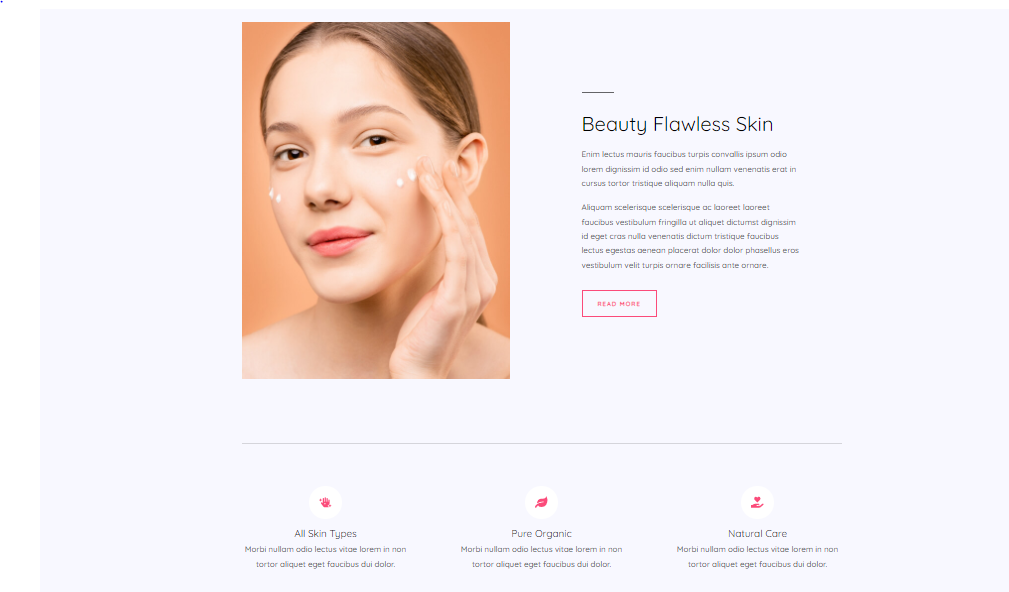 Beauty Flawless Skin
Enim lectus mauris faucibus turpis convallis ipsum odio
lorem dignissim id odio sed enim nullam venenatis erat in
cursus tortor tristique aliquam nulla quis.
Aliquam scelerisque scelerisque ac laoreet laoreet
faucibus vestibulum fringilla ut aliquet dictumst dignissim
id eget cras nulla venenatis dictum tristique faucibus
lectus egestas aenean placerat dolor dolor phasellus eros
vestibulum velit turpis ornare facilisis ante ornare.
READ MORE
All Skin Types
Morbi nullam odio lectus vitae lorem in non
tortor aliquet eget faucibus dui dolor.
Pure Organic
Morbi nullam odio lectus vitae lorem in non
tortor aliquet eget faucibus dui dolor.
Natural Care
Morbi nullam odio lectus vitae lorem in non
tortor aliquet eget faucibus dui dolor.